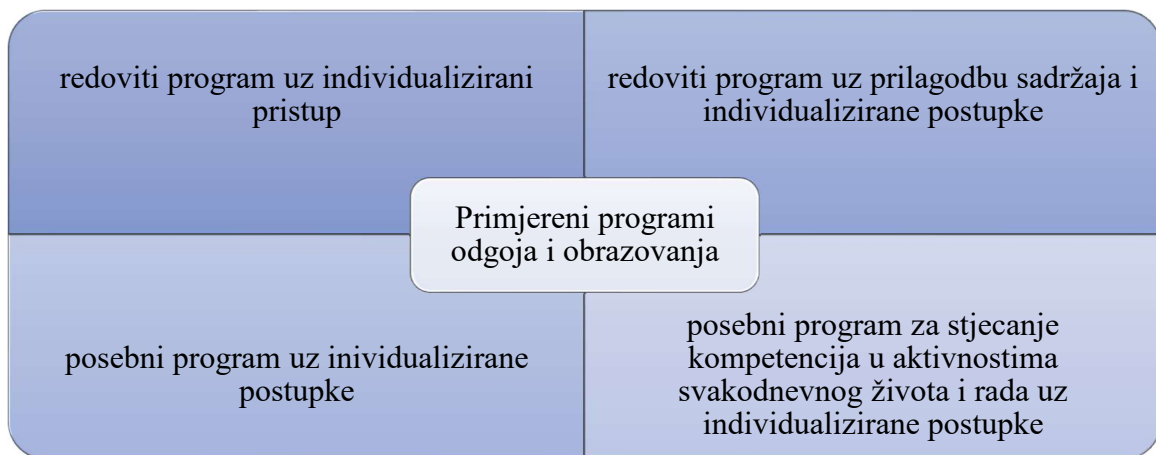 redoviti program uz individualizirani
pristup
redoviti program uz prilagodbu sadržaja i
individualizirane postupke
Primjereni programi
odgoja i obrazovanja
posebni program uz inividualizirane
postupke
posebni program za stjecanje
kompetencija u aktivnostima
svakodnevnog života i rada uz
individualizirane postupke